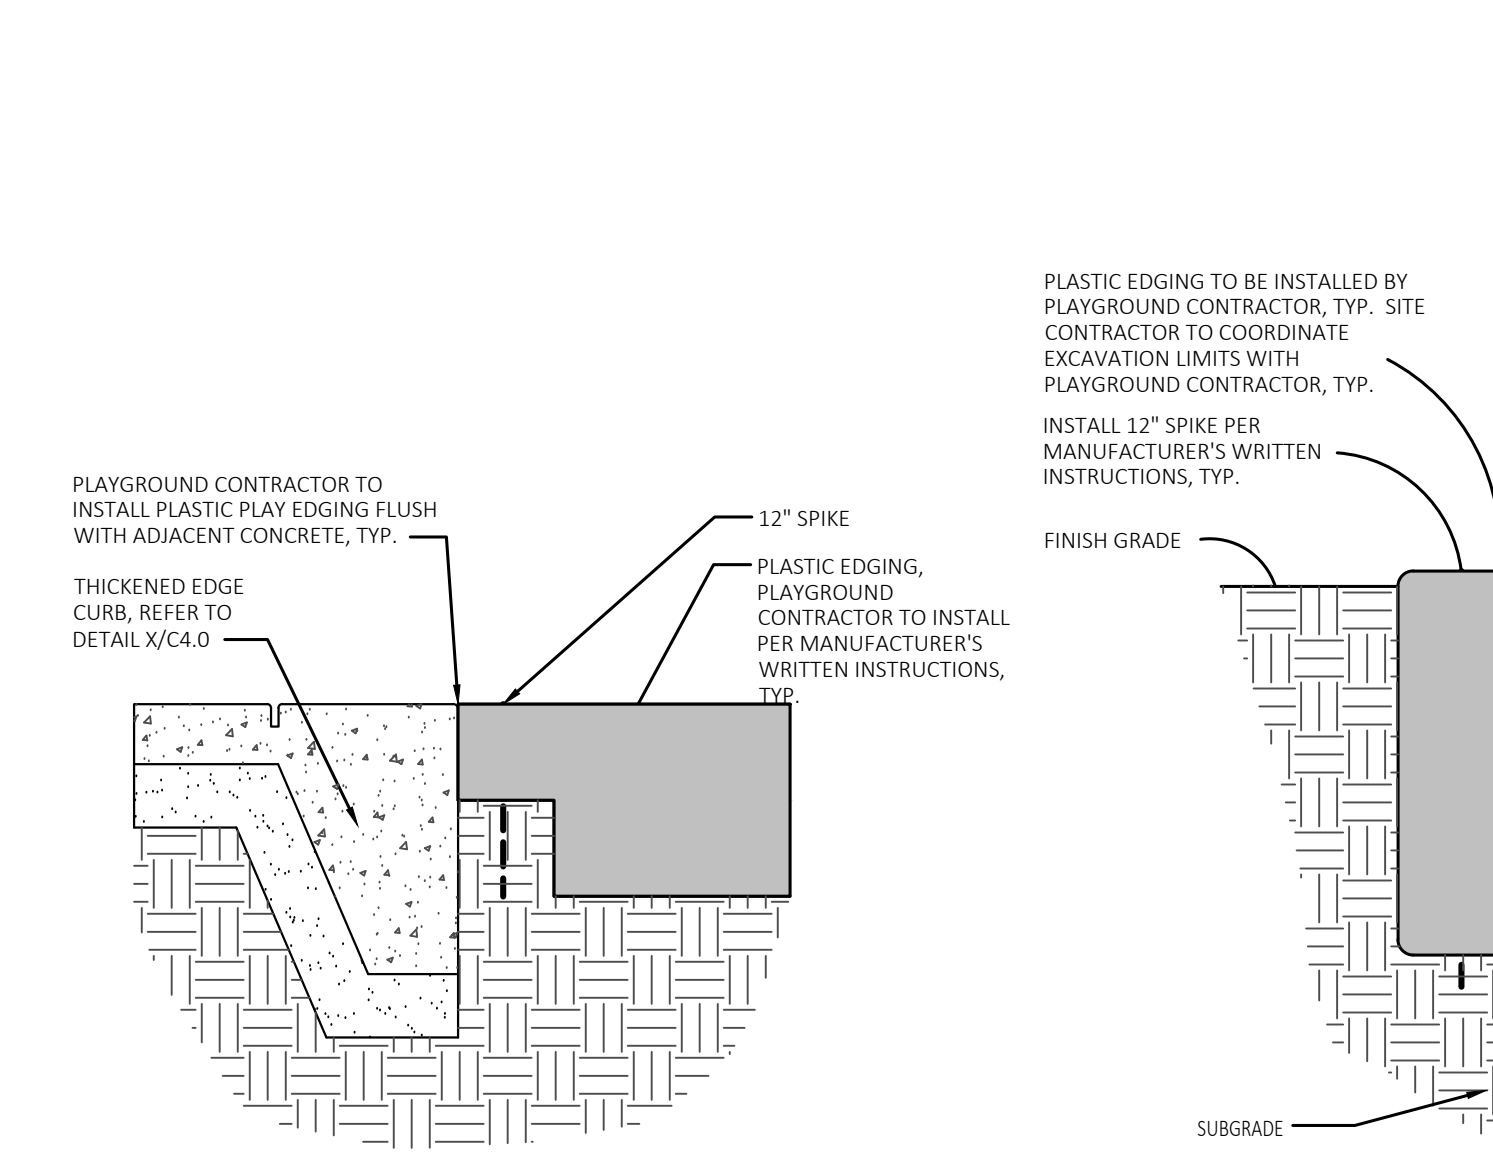 PLASTIC EDGING TO BE INSTALLED BY
PLAYGROUND CONTRACTOR, TYP. SITE
CONTRACTOR TO COORDINATE
EXCAVATION LIMITS WITH
PLAYGROUND CONTRACTOR, TYP.
INSTALL 12" SPIKE PER
MANUFACTURER'S WRITTEN
INSTRUCTIONS, TYP.
FINISH GRADE
PLAYGROUND CONTRACTOR TO
INSTALL PLASTIC PLAY EDGING FLUSH
WITH ADJACENT CONCRETE, TYP.
THICKENED EDGE
CURB, REFER TO
DETAIL X/C4.0
12" SPIKE
PLASTIC EDGING,
PLAYGROUND
CONTRACTOR TO INSTALL
PER MANUFACTURER'S
WRITTEN INSTRUCTIONS,
TYP.
SUBGRADE